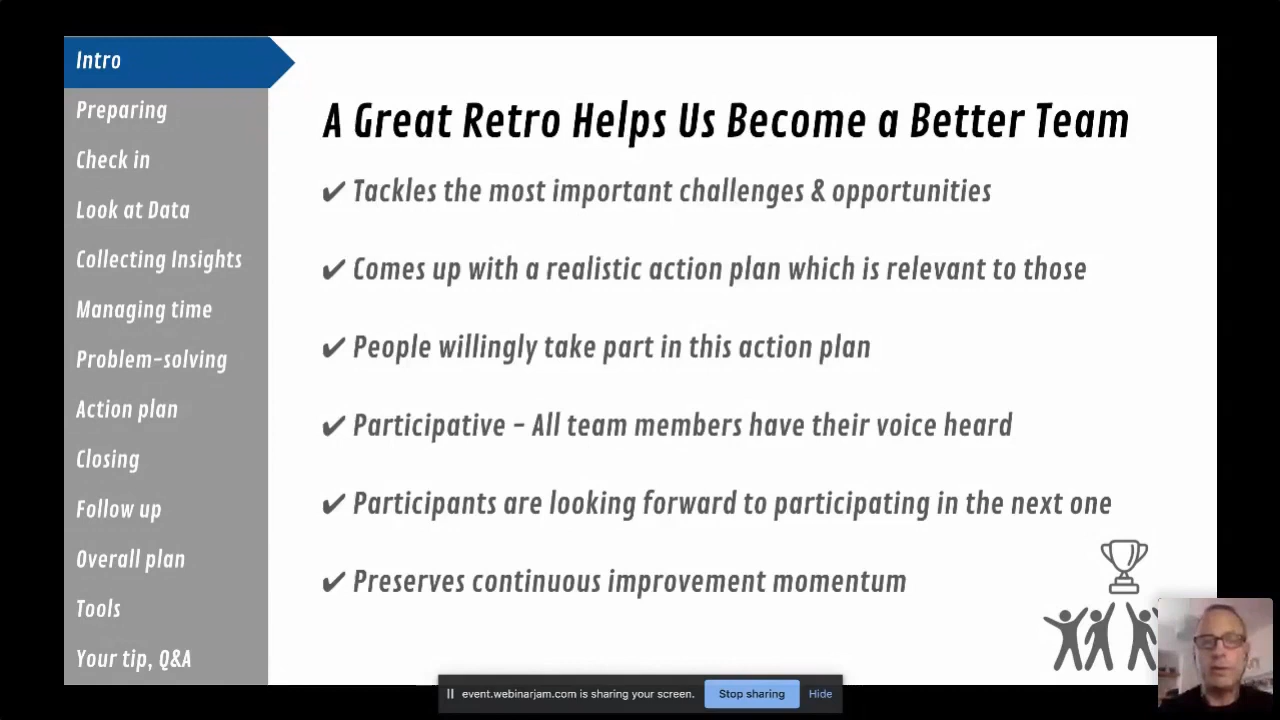 Intro
Preparing
Check in
Look at Data
Collecting Insights
Managing time
Problem-solving
Action plan
Closing
Follow up
Overall plan
Tools
Your tip, Q&A
A Great Retro Helps Us Become a Better Team
✔ Tackles the most important challenges & opportunities
✔ Comes up with a realistic action plan which is relevant to those
✔ People willingly take part in this action plan
✔ Participative - All team members have their voice heard
✔ Participants are looking forward to participating in the next one
✔ Preserves continuous improvement momentum
event.webinarjam.com is sharing your screen.
Stop sharing
Hide